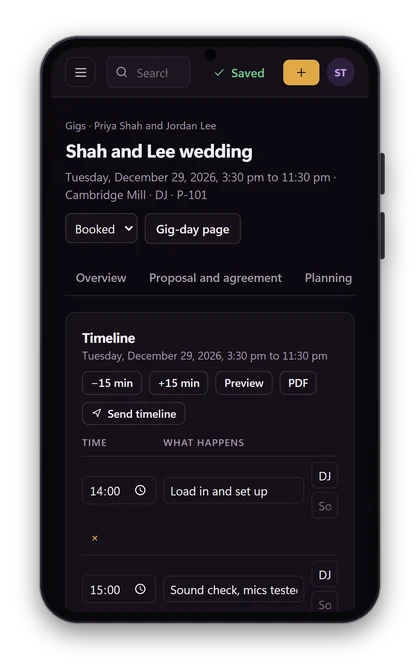 Search
Saved
+
ST
Gigs · Priya Shah and Jordan Lee
Shah and Lee wedding
Tuesday, December 29, 2026, 3:30 pm to 11:30 pm ·
Cambridge Mill · DJ · P-101
Booked
Gig-day page
Overview Proposal and agreement Planning
Timeline
Tuesday, December 29, 2026, 3:30 pm to 11:30 pm
−15 min
+15 min
Preview
PDF
Send timeline
TIME WHAT HAPPENS
14:00
Load in and set up
DJ
So
×
15:00
Sound check, mics tested
DJ
So